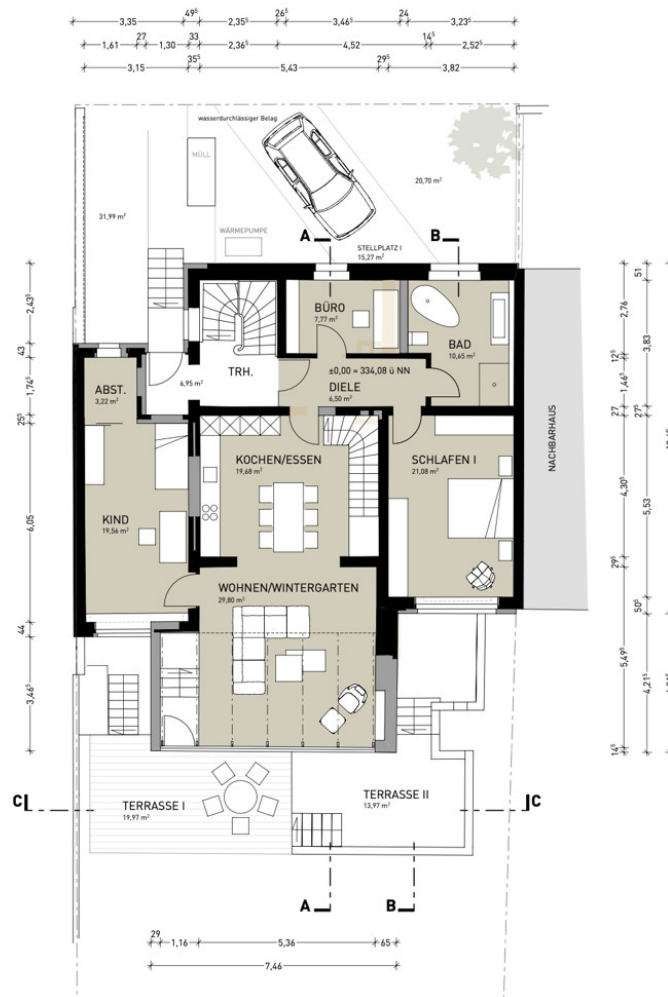 3,35
49⁵
2,35⁵
26⁵
3,46⁵
24
3,23⁵
1,61
27
1,30
33
2,36⁵
4,52
14⁵
2,52⁵
3,15
35⁵
5,43
29⁵
3,82
wasserdurchlässiger Belag
MÜLL
20,70 m²
31,99 m²
WÄRMEPUMPE
A
B
STELLPLATZ I
15,27 m²
BÜRO
7,77 m²
BAD
10,65 m²
TRH.
6,95 m²
±0,00 = 334,08 ü NN
DIELE
6,50 m²
ABST.
3,22 m²
KOCHEN/ESSEN
19,68 m²
SCHLAFEN I
21,08 m²
NACHBARHAUS
KIND
19,56 m²
WOHNEN/WINTERGARTEN
29,80 m²
2,43⁵
43
1,74⁵
25⁵
6,05
44
3,46⁵
2,76
12⁵
1,46⁵
27
4,30⁵
29⁵
5,49⁵
14⁵
51
3,83
27⁵
5,53
50⁵
4,21⁵
C
TERRASSE I
19,97 m²
TERRASSE II
13,97 m²
C
A
B
29
1,16
5,36
65
7,46